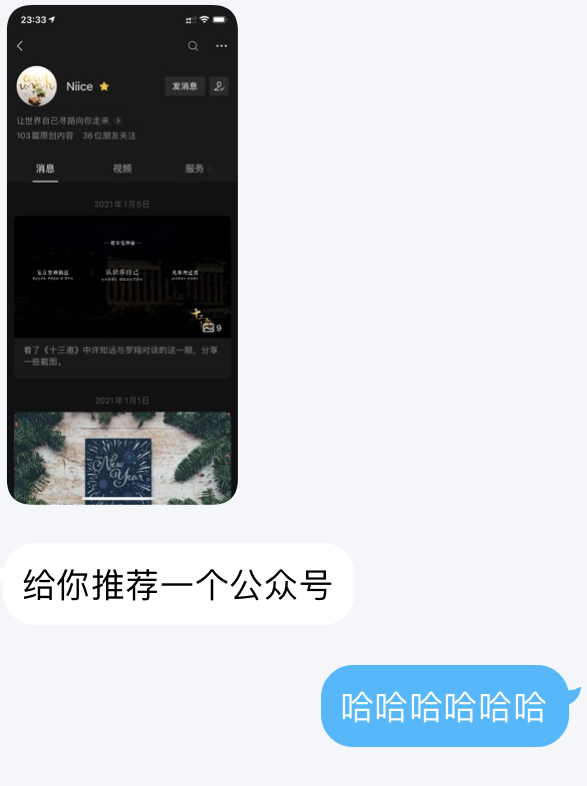 23:33
Niice
发消息
让世界自己寻路向你走来
103篇原创内容 36位朋友关注
消息 视频 服务
2021年1月5日
认识你自己
9
看了《十三邀》中许知远与罗翔对谈的这一期，分享
一些截图。
2021年1月1日
New
Year
给你推荐一个公众号
哈哈哈哈哈哈